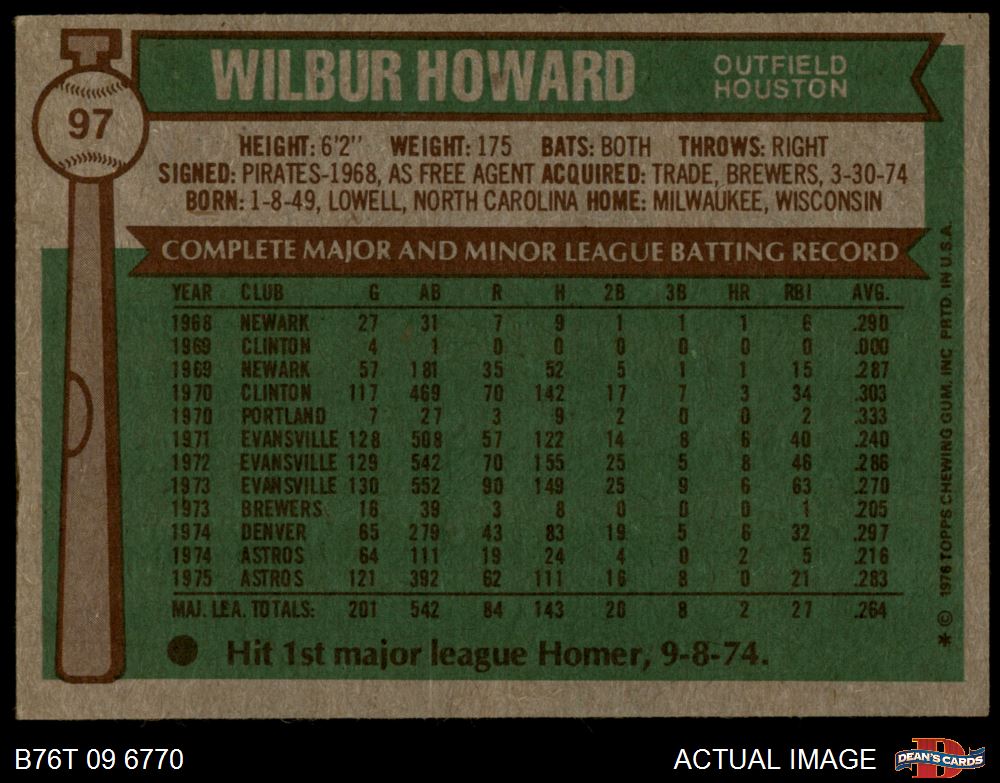 WILBUR HOWARD
OUTFIELD
HOUSTON
97
HEIGHT: 6'2" WEIGHT: 175 BATS: BOTH THROWS: RIGHT
SIGNED: PIRATES-1968, AS FREE AGENT ACQUIRED: TRADE, BREWERS, 3-30-74
BORN: 1-8-49, LOWELL, NORTH CAROLINA HOME: MILWAUKEE, WISCONSIN
COMPLETE MAJOR AND MINOR LEAGUE BATTING RECORD
YEAR CLUB G AB R H 2B 3B HR RBI AVG.
1968 NEWARK 27 31 7 9 1 1 1 6 .290
1969 CLINTON 4 1 0 0 0 0 0 0 .000
1969 NEWARK 57 181 35 52 5 1 1 15 .287
1970 CLINTON 117 469 70 142 17 7 3 34 .303
1970 PORTLAND 7 27 3 9 2 0 0 2 .333
1971 EVANSVILLE 128 508 57 122 14 6 6 40 .240
1972 EVANSVILLE 129 542 70 155 25 5 8 46 .286
1973 EVANSVILLE 130 552 90 149 25 9 6 63 .270
1973 BREWERS 16 39 3 8 0 0 0 1 .205
1974 DENVER 65 279 43 83 19 5 6 32 .297
1974 ASTROS 64 111 19 24 4 0 2 5 .216
1975 ASTROS 121 392 62 111 16 8 0 21 .283
MAJ. LEA. TOTALS: 201 542 84 143 20 8 2 27 .264
Hit 1st major league Homer, 9-8-74.
* © 1976 TOPPS CHEWING GUM, INC PRTD. IN U.S.A.
B76T 09 6770
ACTUAL IMAGE
D
DEAN'S CARDS